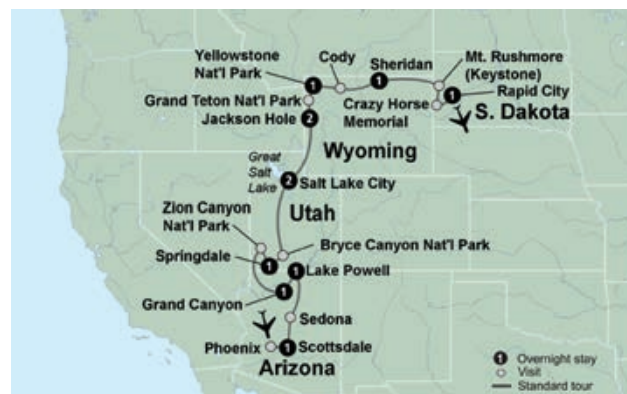 Yellowstone
Nat'l Park
1
Cody
Sheridan
1
Mt. Rushmore
(Keystone)
1
Rapid City
Grand Teton Nat'l Park
Crazy Horse
Memorial
S. Dakota
Jackson Hole
2
Wyoming
Great
Salt
Lake
2
Salt Lake City
Utah
Zion Canyon
Nat'l Park
Bryce Canyon Nat'l Park
Springdale
1
1
Lake Powell
Grand Canyon
1
Sedona
Phoenix
1
Scottsdale
Arizona
1 Overnight stay
Visit
Standard tour